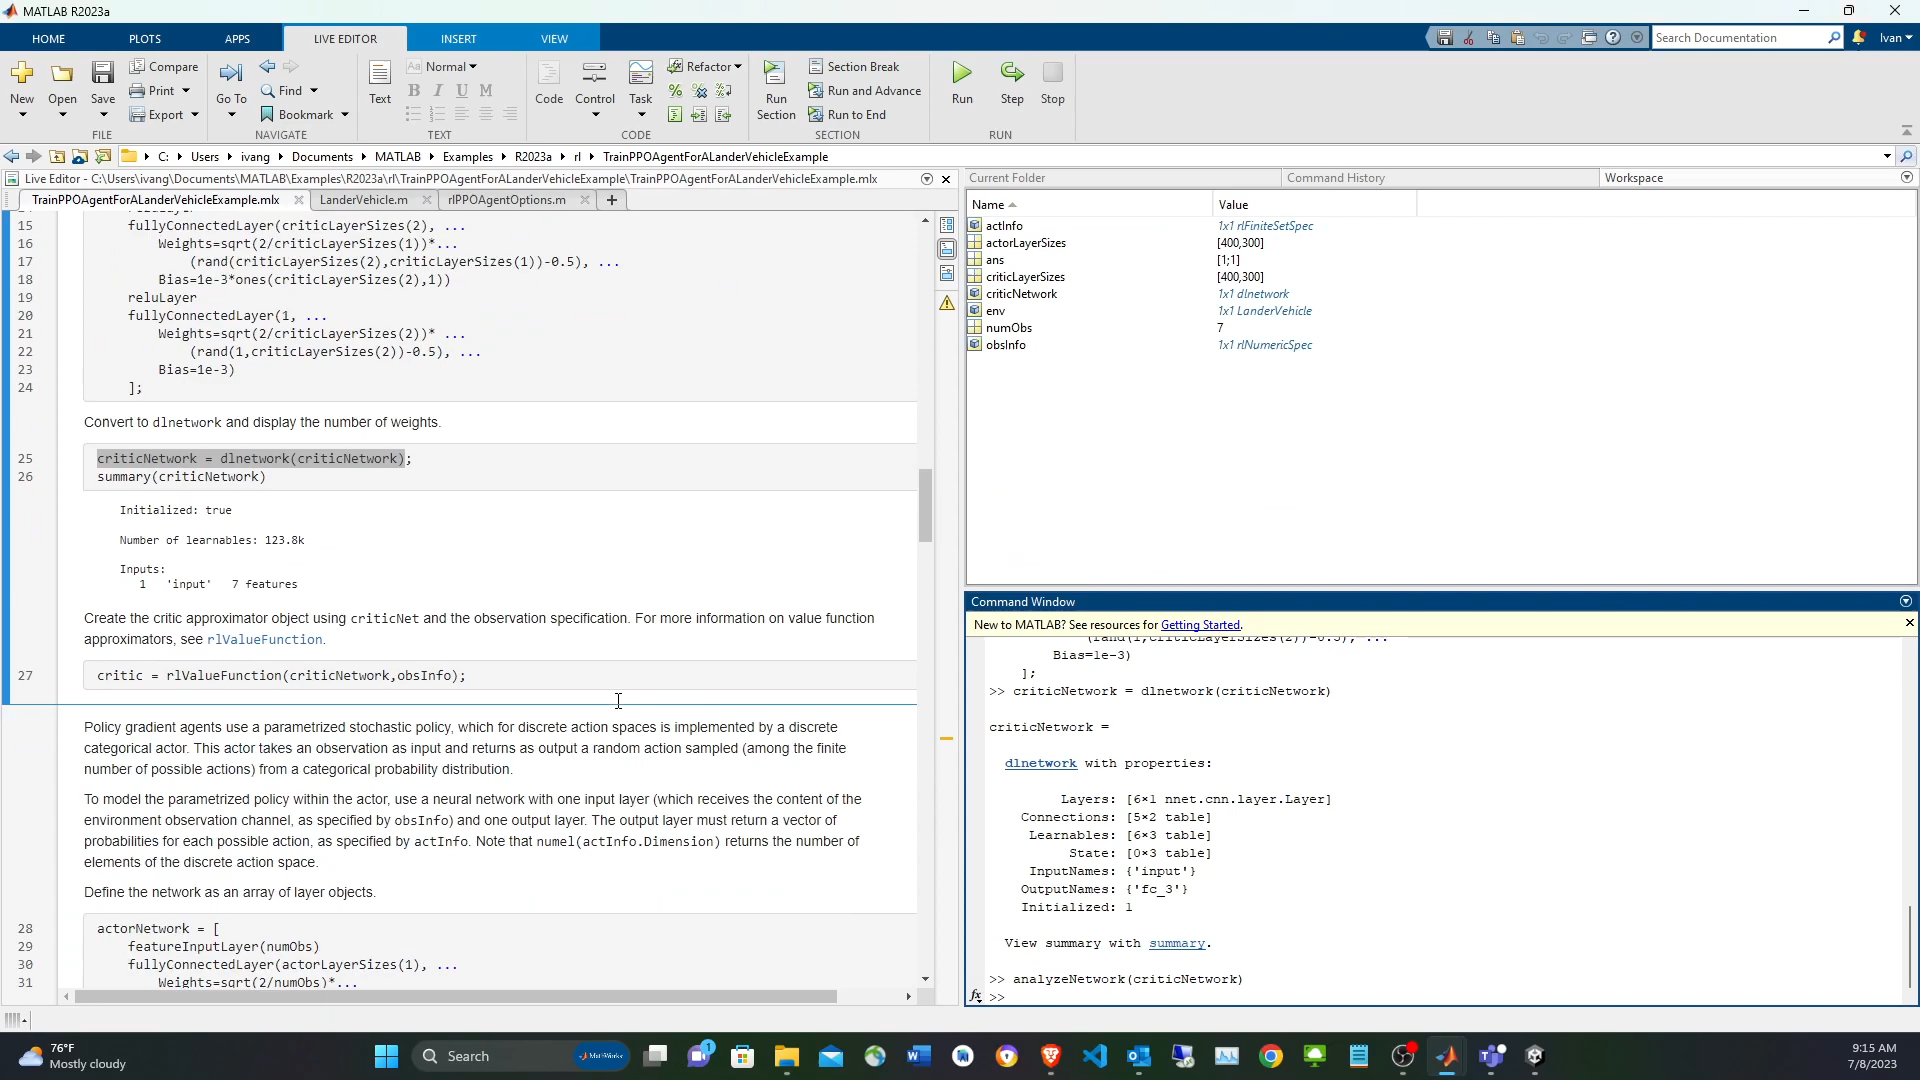 MATLAB R2023a
HOME PLOTS APPS LIVE EDITOR INSERT VIEW
Search Documentation
Ivan
New Open Save Compare Print Export
FILE
Go To Find Bookmark
NAVIGATE
Text Aa Normal B I U M
TEXT
Code Control Task Refactor
CODE
Run Section Section Break Run and Advance Run to End
SECTION
Run Step Stop
RUN
C: Users ivang Documents MATLAB Examples R2023a rl TrainPPOAgentForALanderVehicleExample
Live Editor - C:\Users\ivang\Documents\MATLAB\Examples\R2023a\rl\TrainPPOAgentForALanderVehicleExample\TrainPPOAgentForALanderVehicleExample.mlx
TrainPPOAgentForALanderVehicleExample.mlx LanderVehicle.m rlPPOAgentOptions.m
15 fullyConnectedLayer(criticLayerSizes(2), ...
16 Weights=sqrt(2/criticLayerSizes(1))*...
17 (rand(criticLayerSizes(2),criticLayerSizes(1))-0.5), ...
18 Bias=1e-3*ones(criticLayerSizes(2),1))
19 reluLayer
20 fullyConnectedLayer(1, ...
21 Weights=sqrt(2/criticLayerSizes(2))* ...
22 (rand(1,criticLayerSizes(2))-0.5), ...
23 Bias=1e-3)
24 ];
Convert to dlnetwork and display the number of weights.
25 criticNetwork = dlnetwork(criticNetwork);
26 summary(criticNetwork)
Initialized: true
Number of learnables: 123.8k
Inputs:
1 'input' 7 features
Create the critic approximator object using criticNet and the observation specification. For more information on value function
approximators, see rlValueFunction.
27 critic = rlValueFunction(criticNetwork,obsInfo);
Policy gradient agents use a parametrized stochastic policy, which for discrete action spaces is implemented by a discrete
categorical actor. This actor takes an observation as input and returns as output a random action sampled (among the finite
number of possible actions) from a categorical probability distribution.
To model the parametrized policy within the actor, use a neural network with one input layer (which receives the content of the
environment observation channel, as specified by obsInfo) and one output layer. The output layer must return a vector of
probabilities for each possible action, as specified by actInfo. Note that numel(actInfo.Dimension) returns the number of
elements of the discrete action space.
Define the network as an array of layer objects.
28 actorNetwork = [
29 featureInputLayer(numObs)
30 fullyConnectedLayer(actorLayerSizes(1), ...
31 Weights=sqrt(2/numObs)*...
Current Folder Command History Workspace
Name Value
actInfo 1x1 rlFiniteSetSpec
actorLayerSizes [400,300]
ans [1;1]
criticLayerSizes [400,300]
criticNetwork 1x1 dlnetwork
env 1x1 LanderVehicle
numObs 7
obsInfo 1x1 rlNumericSpec
Command Window
New to MATLAB? See resources for Getting Started.
(rand(1,criticLayerSizes(2))-0.5), ...
Bias=1e-3)
];
>> criticNetwork = dlnetwork(criticNetwork)
criticNetwork =
dlnetwork with properties:
Layers: [6×1 nnet.cnn.layer.Layer]
Connections: [5×2 table]
Learnables: [6×3 table]
State: [0×3 table]
InputNames: {'input'}
OutputNames: {'fc_3'}
Initialized: 1
View summary with summary.
>> analyzeNetwork(criticNetwork)
fx >>
76°F
Mostly cloudy
Search
MathWorks
1
9:15 AM
7/8/2023